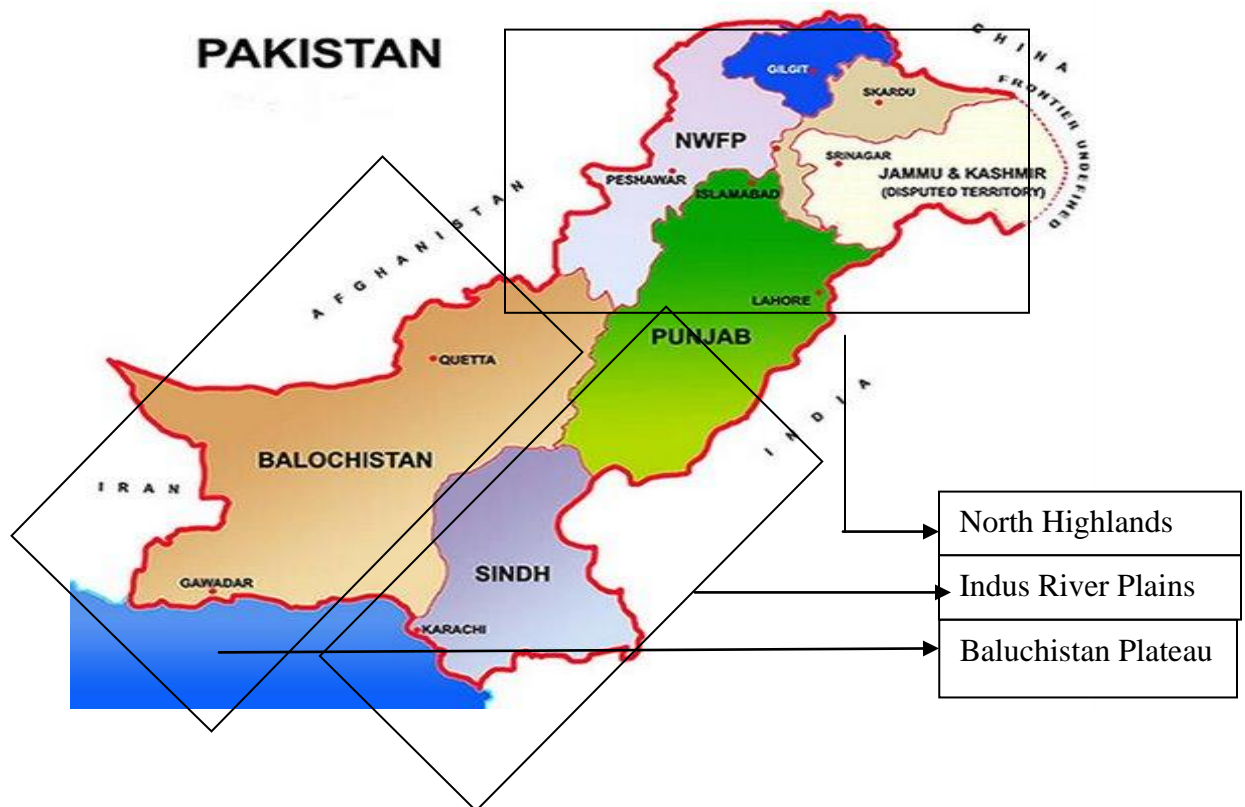 PAKISTAN
CHINA
FRONTIER UNDEFINED
GILGIT
SKARDU
NWFP
SRINAGAR
JAMMU & KASHMIR
(DISPUTED TERRITORY)
PESHAWAR
ISLAMABAD
AFGHANISTAN
LAHORE
PUNJAB
QUETTA
INDIA
BALOCHISTAN
IRAN
North Highlands
SINDH
GAWADAR
Indus River Plains
KARACHI
Baluchistan Plateau